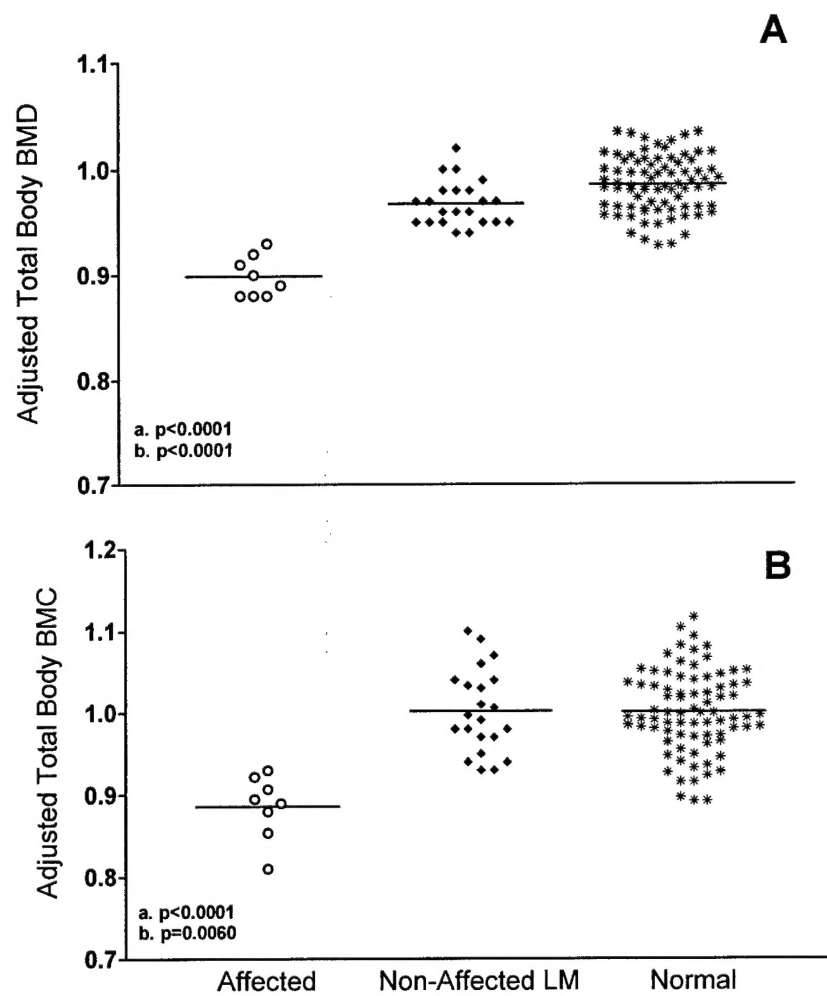 A
Adjusted Total Body BMD
1.1
1.0
0.9
0.8
0.7
a. p<0.0001
b. p<0.0001
B
Adjusted Total Body BMC
1.2
1.1
1.0
0.9
0.8
0.7
a. p<0.0001
b. p=0.0060
Affected Non-Affected LM Normal